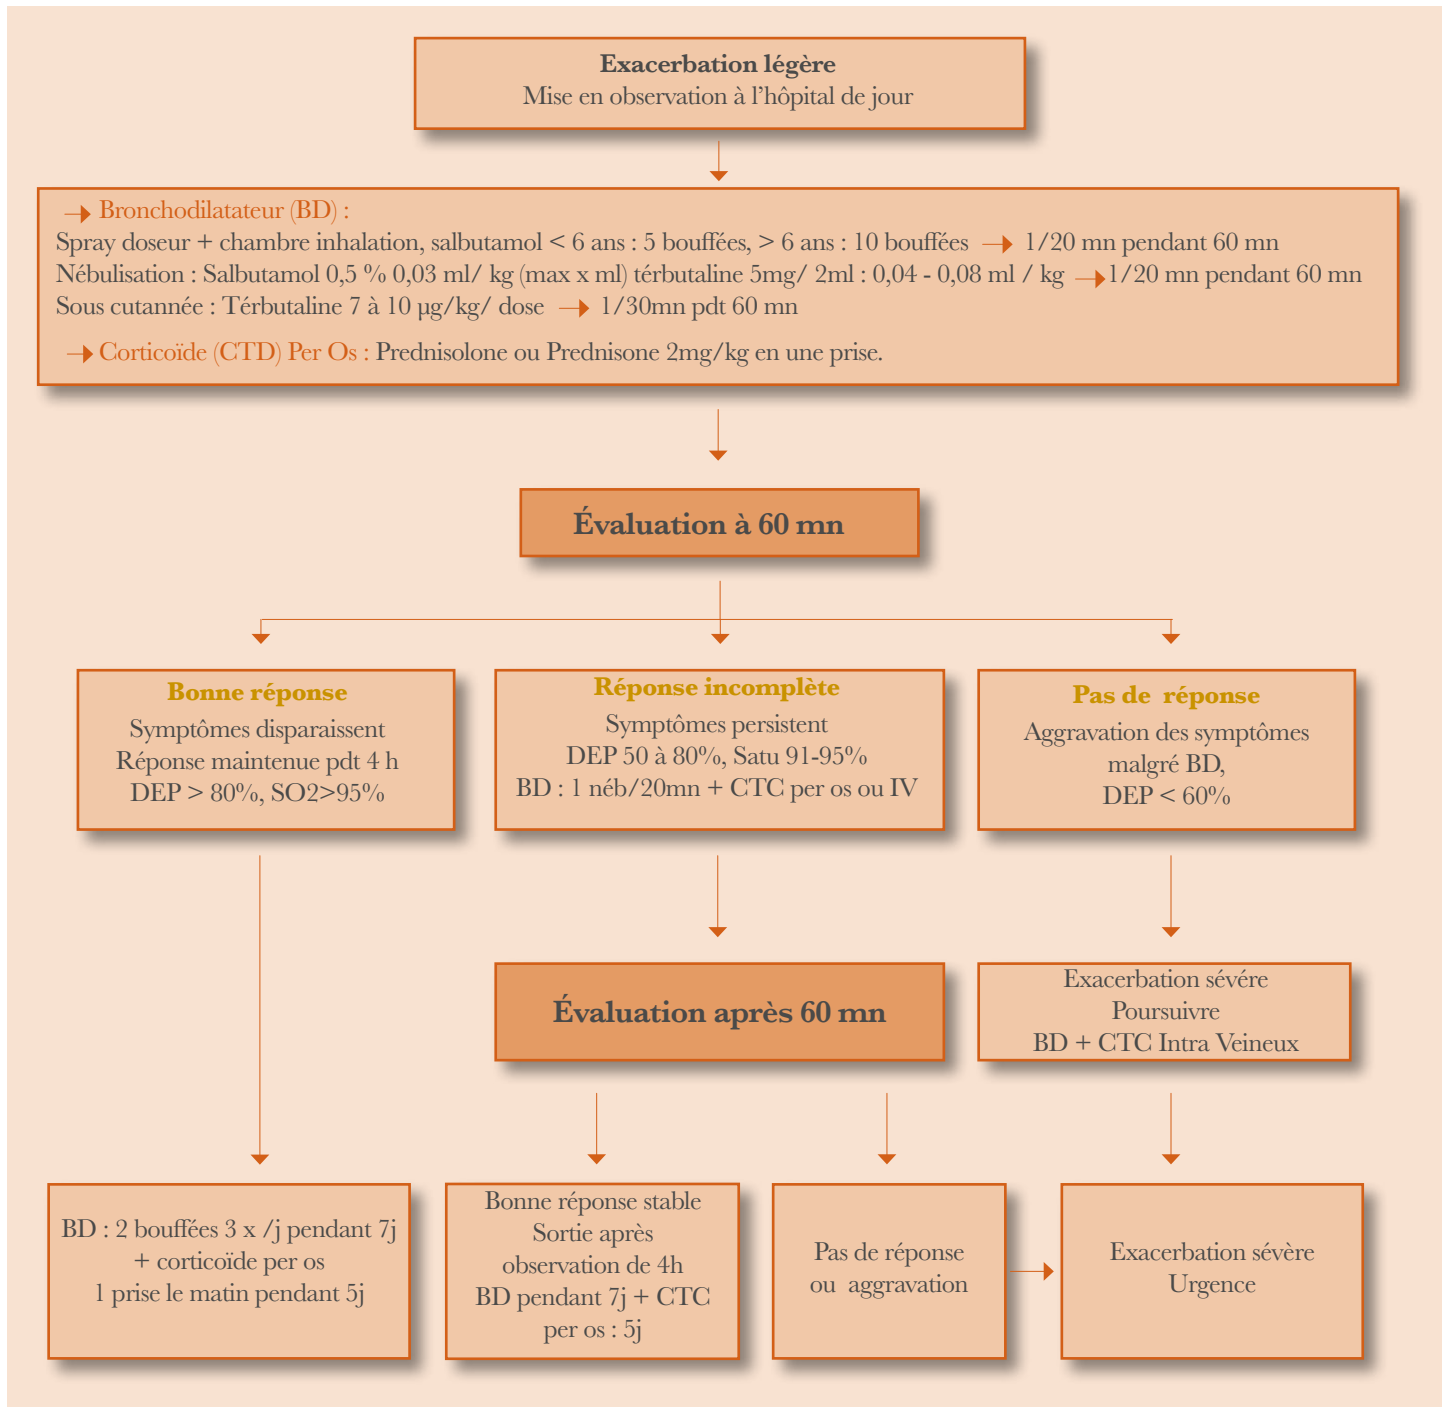 Exacerbation légère
Mise en observation à l'hôpital de jour
→ Bronchodilatateur (BD) :
Spray doseur + chambre inhalation, salbutamol < 6 ans : 5 bouffées, > 6 ans : 10 bouffées → 1/20 mn pendant 60 mn
Nébulisation : Salbutamol 0,5 % 0,03 ml/ kg (max x ml) térbutaline 5mg/ 2ml : 0,04 - 0,08 ml / kg → 1/20 mn pendant 60 mn
Sous cutannée : Térbutaline 7 à 10 µg/kg/ dose → 1/30mn pdt 60 mn
→ Corticoïde (CTD) Per Os : Prednisolone ou Prednisone 2mg/kg en une prise.
Évaluation à 60 mn
Bonne réponse
Symptômes disparaissent
Réponse maintenue pdt 4 h
DEP > 80%, SO2>95%
Réponse incomplète
Symptômes persistent
DEP 50 à 80%, Satu 91-95%
BD : 1 néb/20mn + CTC per os ou IV
Pas de réponse
Aggravation des symptômes
malgré BD,
DEP < 60%
Évaluation après 60 mn
Exacerbation sévére
Poursuivre
BD + CTC Intra Veineux
BD : 2 bouffées 3 x /j pendant 7j
+ corticoïde per os
1 prise le matin pendant 5j
Bonne réponse stable
Sortie après
observation de 4h
BD pendant 7j + CTC
per os : 5j
Pas de réponse
ou aggravation
Exacerbation sévère
Urgence